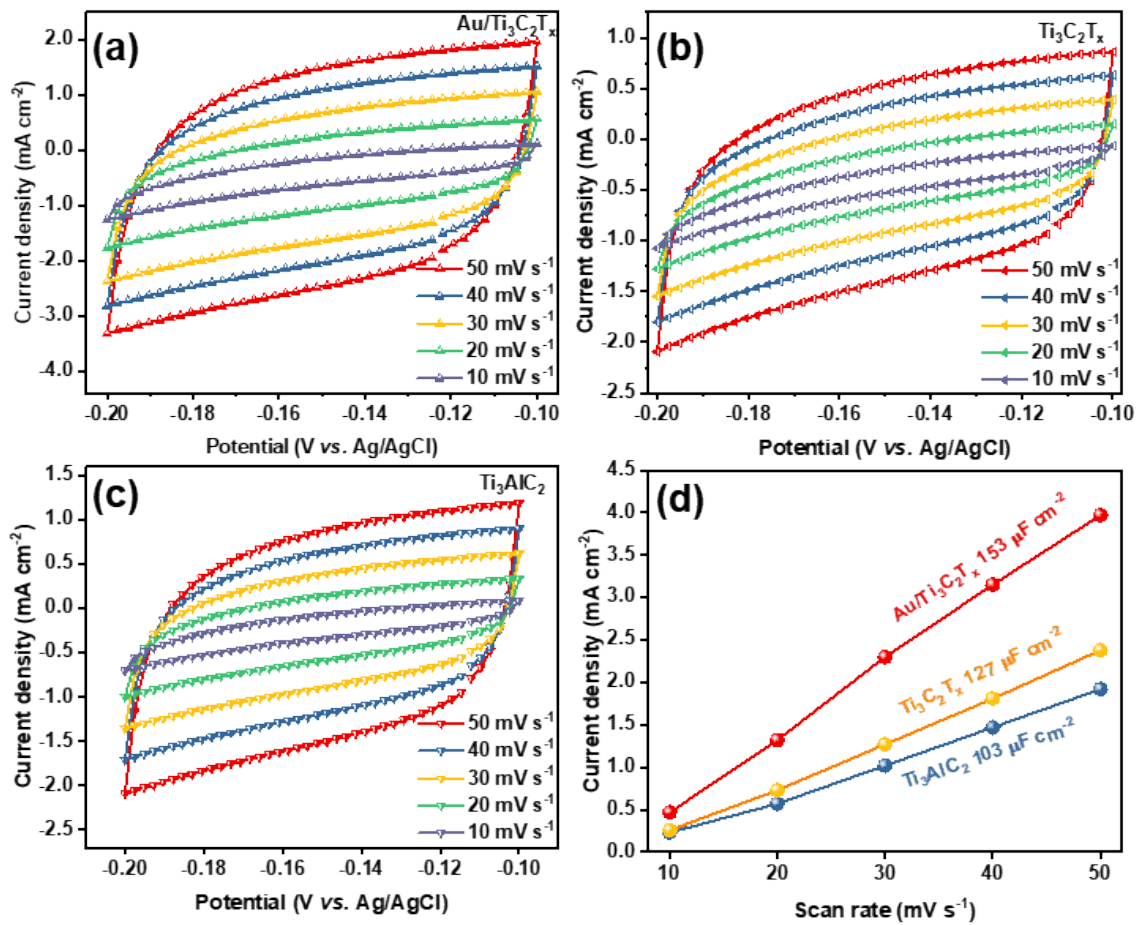 (a)
Au/Ti₃C₂Tₓ
2.0
1.0
0.0
-1.0
-2.0
-3.0
-4.0
Current density (mA cm⁻²)
50 mV s⁻¹
40 mV s⁻¹
30 mV s⁻¹
20 mV s⁻¹
10 mV s⁻¹
-0.20 -0.18 -0.16 -0.14 -0.12 -0.10
Potential (V vs. Ag/AgCl)
(b)
Ti₃C₂Tₓ
1.0
0.5
0.0
-0.5
-1.0
-1.5
-2.0
-2.5
Current density (mA cm⁻²)
50 mV s⁻¹
40 mV s⁻¹
30 mV s⁻¹
20 mV s⁻¹
10 mV s⁻¹
-0.20 -0.18 -0.16 -0.14 -0.12 -0.10
Potential (V vs. Ag/AgCl)
(c)
Ti₃AlC₂
1.5
1.0
0.5
0.0
-0.5
-1.0
-1.5
-2.0
-2.5
Current density (mA cm⁻²)
50 mV s⁻¹
40 mV s⁻¹
30 mV s⁻¹
20 mV s⁻¹
10 mV s⁻¹
-0.20 -0.18 -0.16 -0.14 -0.12 -0.10
Potential (V vs. Ag/AgCl)
(d)
4.5
4.0
3.5
3.0
2.5
2.0
1.5
1.0
0.5
0.0
Current density (mA cm⁻²)
Au/Ti₃C₂Tₓ 153 μF cm⁻²
Ti₃C₂Tₓ 127 μF cm⁻²
Ti₃AlC₂ 103 μF cm⁻²
10 20 30 40 50
Scan rate (mV s⁻¹)